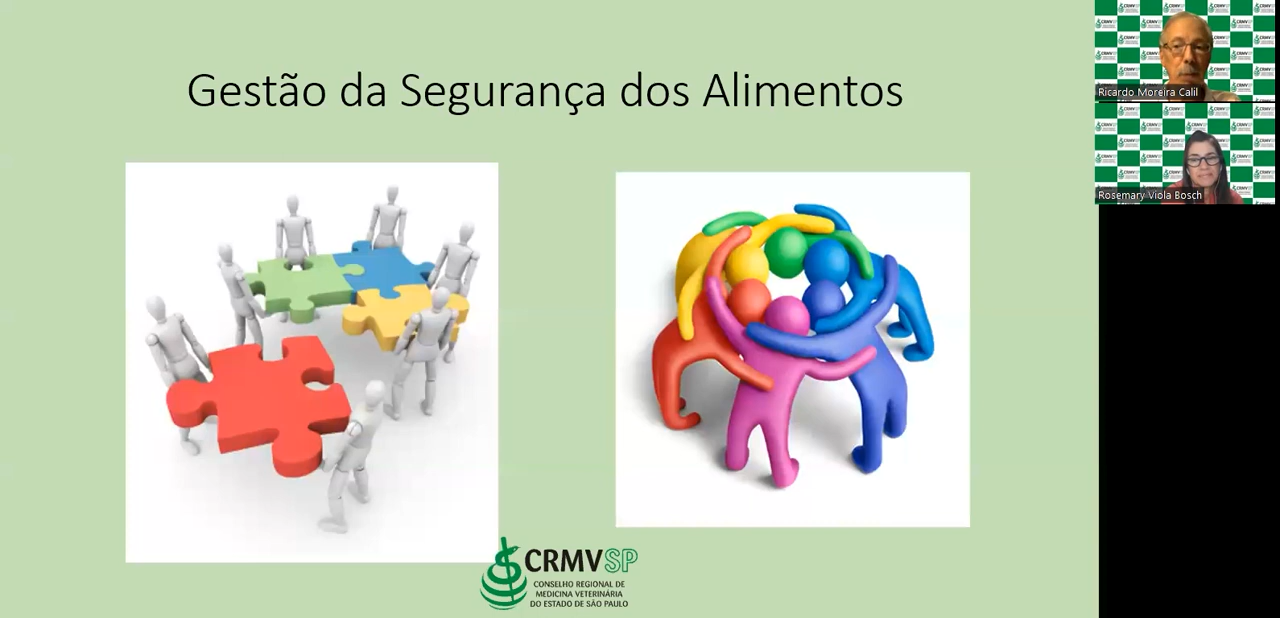 Gestão da Segurança dos Alimentos
CRMVSP
CONSELHO REGIONAL DE
MEDICINA VETERINÁRIA
DO ESTADO DE SÃO PAULO
Ricardo Moreira Calil
Rosemary Viola Bosch